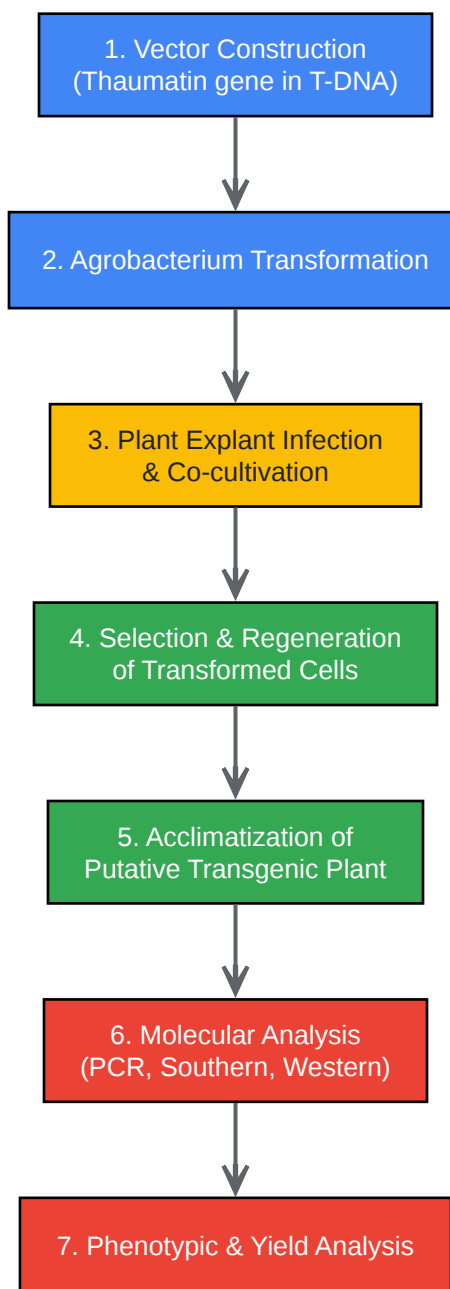 1. Vector Construction
(Thaumatin gene in T-DNA)
2. Agrobacterium Transformation
3. Plant Explant Infection
& Co-cultivation
4. Selection & Regeneration
of Transformed Cells
5. Acclimatization of
Putative Transgenic Plant
6. Molecular Analysis
(PCR, Southern, Western)
7. Phenotypic & Yield Analysis